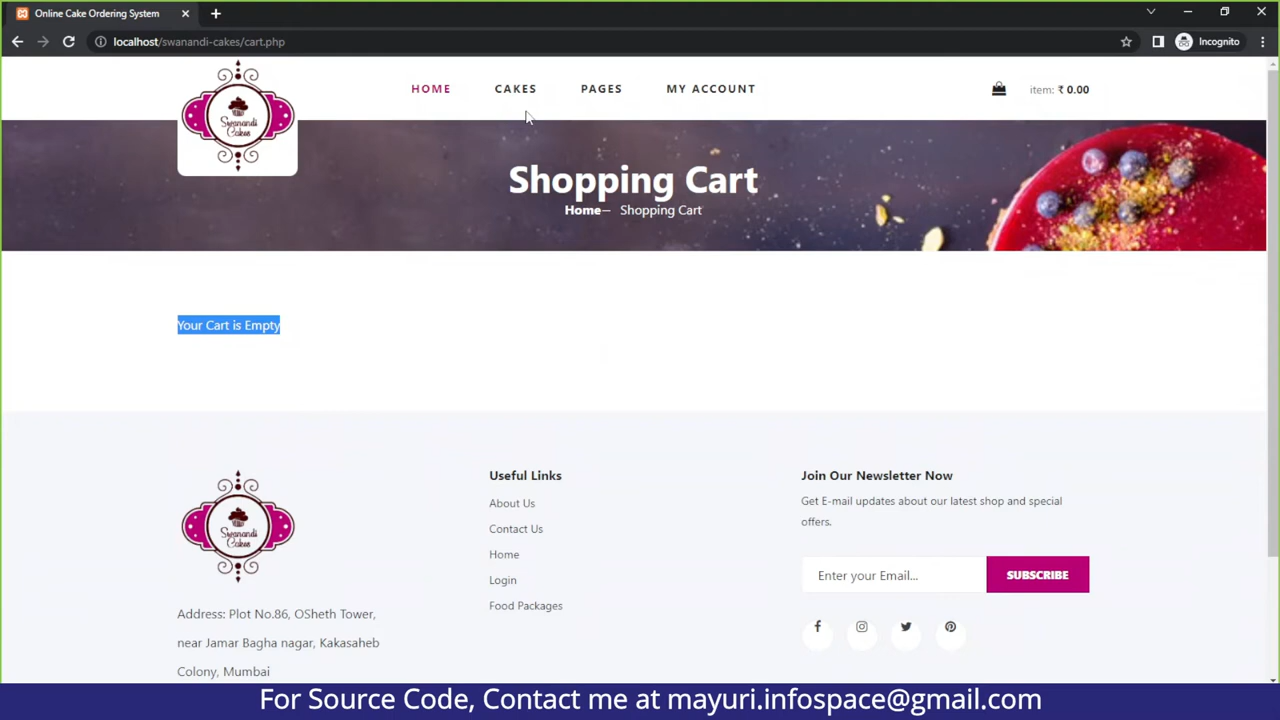 Online Cake Ordering System
localhost/swanandi-cakes/cart.php
Incognito
Swanandi
Cakes
HOME
CAKES
PAGES
MY ACCOUNT
item: ₹ 0.00
Shopping Cart
Home— Shopping Cart
Your Cart is Empty
Swanandi
Cakes
Address: Plot No.86, OSheth Tower,
near Jamar Bagha nagar, Kakasaheb
Colony, Mumbai
Useful Links
About Us
Contact Us
Home
Login
Food Packages
Join Our Newsletter Now
Get E-mail updates about our latest shop and special
offers.
Enter your Email...
SUBSCRIBE
For Source Code, Contact me at mayuri.infospace@gmail.com